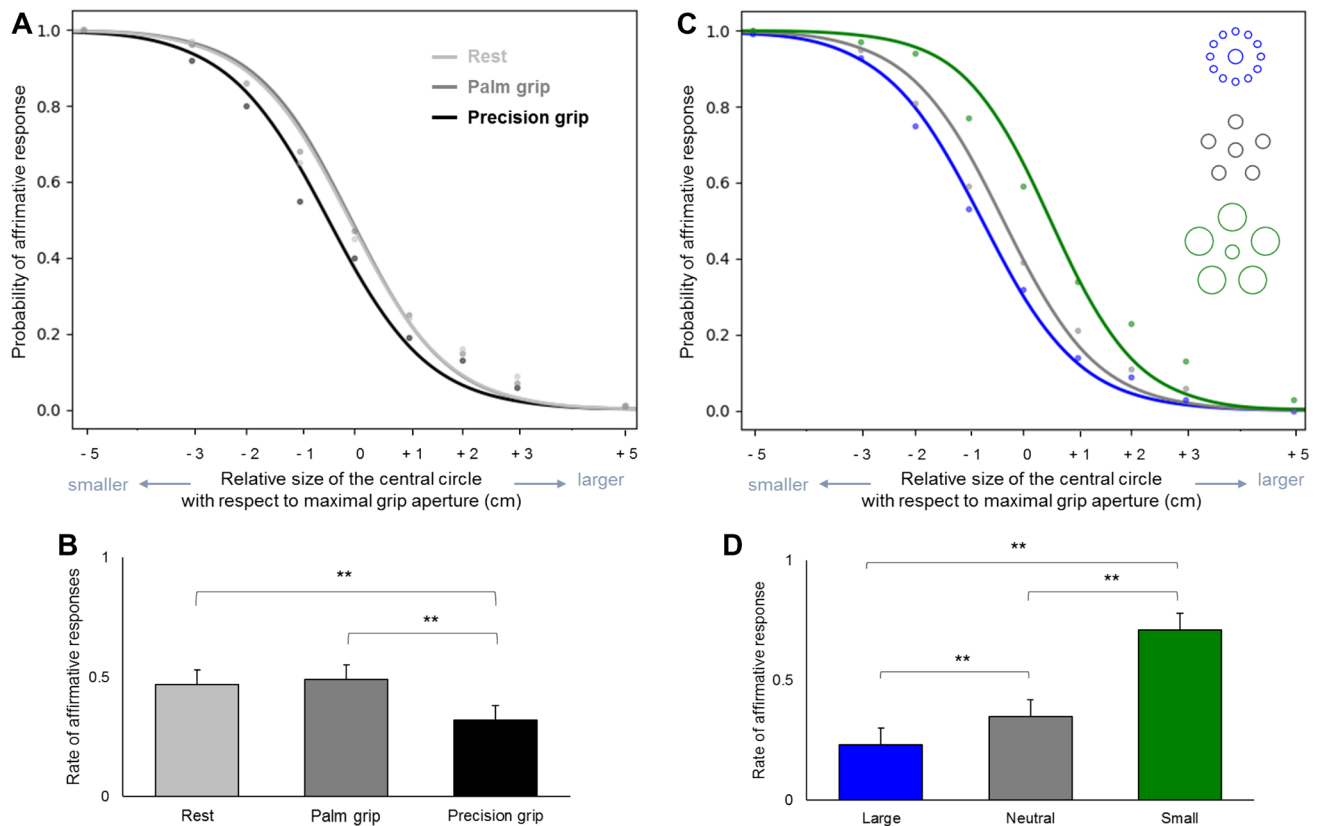 A
Probability of affrimative response
1.0
0.8
0.6
0.4
0.2
0.0
Rest
Palm grip
Precision grip
- 5
- 3
- 2
- 1
0
+ 1
+ 2
+ 3
+ 5
smaller
Relative size of the central circle
with respect to maximal grip aperture (cm)
larger
C
Probability of affrimative response
1.0
0.8
0.6
0.4
0.2
0.0
- 5
- 3
- 2
- 1
0
+ 1
+ 2
+ 3
+ 5
smaller
Relative size of the central circle
with respect to maximal grip aperture (cm)
larger
B
Rate of affirmative responses
1
0.5
0
**
**
Rest
Palm grip
Precision grip
D
Rate of affirmative response
1
0.5
0
**
**
**
Large
Neutral
Small